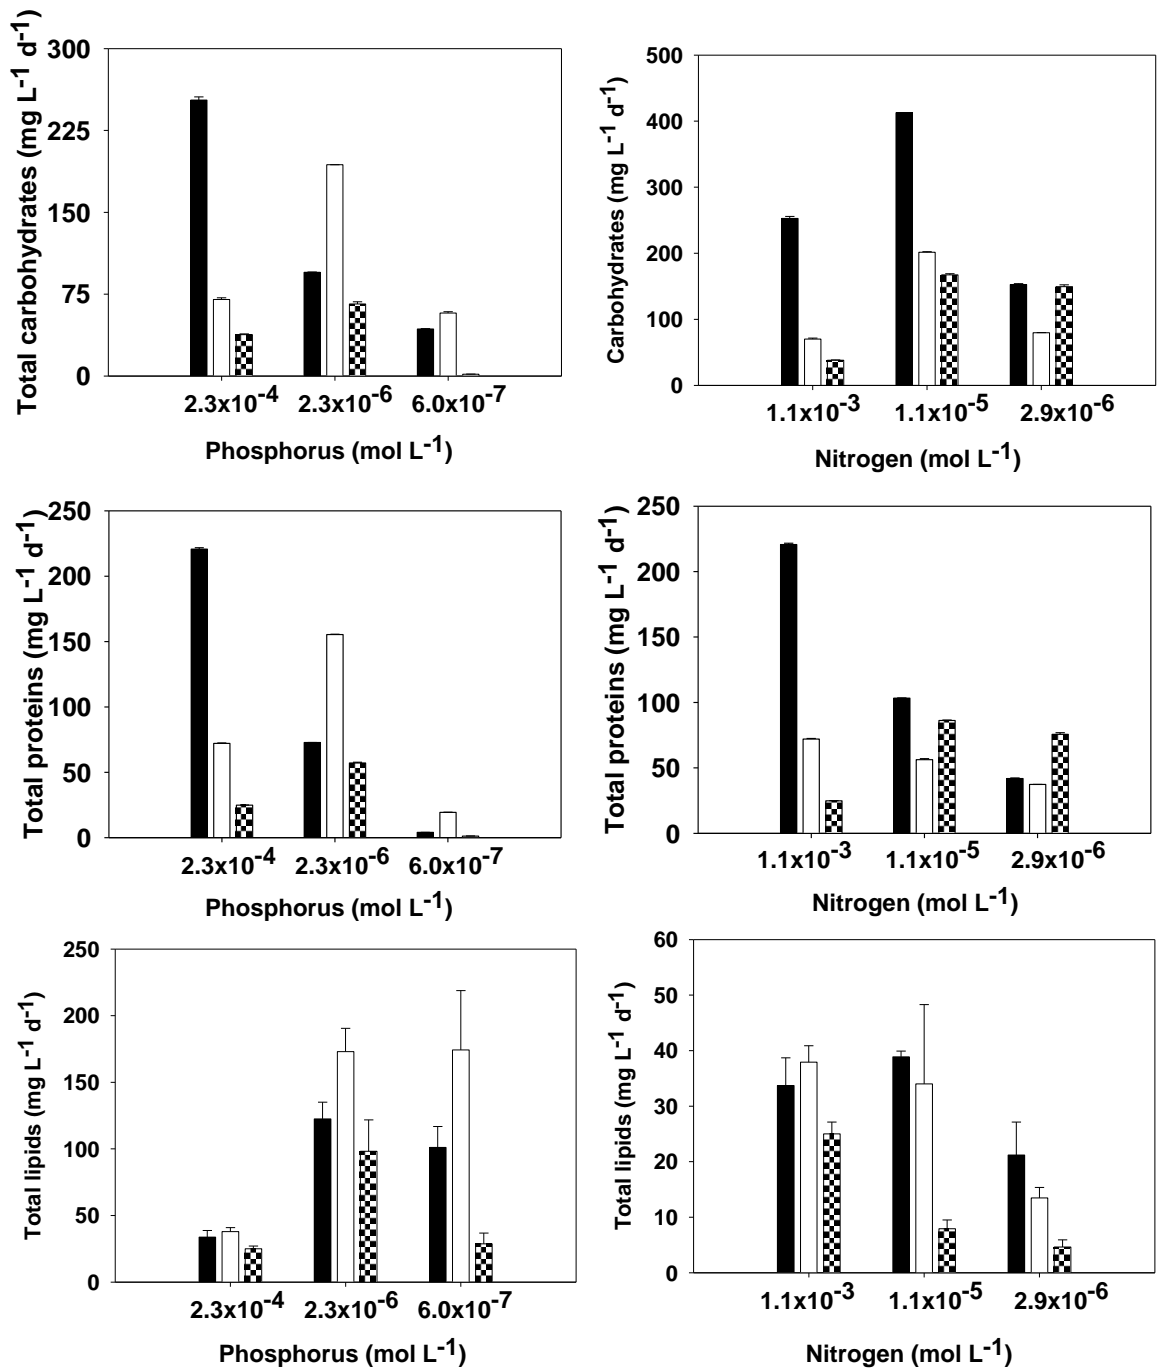 Total carbohydrates (mg L-1 d-1)
300
225
150
75
0
2.3x10-4 2.3x10-6 6.0x10-7
Phosphorus (mol L-1)
Carbohydrates (mg L-1 d-1)
500
400
300
200
100
0
1.1x10-3 1.1x10-5 2.9x10-6
Nitrogen (mol L-1)
Total proteins (mg L-1 d-1)
250
200
150
100
50
0
2.3x10-4 2.3x10-6 6.0x10-7
Phosphorus (mol L-1)
Total proteins (mg L-1 d-1)
250
200
150
100
50
0
1.1x10-3 1.1x10-5 2.9x10-6
Nitrogen (mol L-1)
Total lipids (mg L-1 d-1)
250
200
150
100
50
0
2.3x10-4 2.3x10-6 6.0x10-7
Phosphorus (mol L-1)
Total lipids (mg L-1 d-1)
60
50
40
30
20
10
0
1.1x10-3 1.1x10-5 2.9x10-6
Nitrogen (mol L-1)